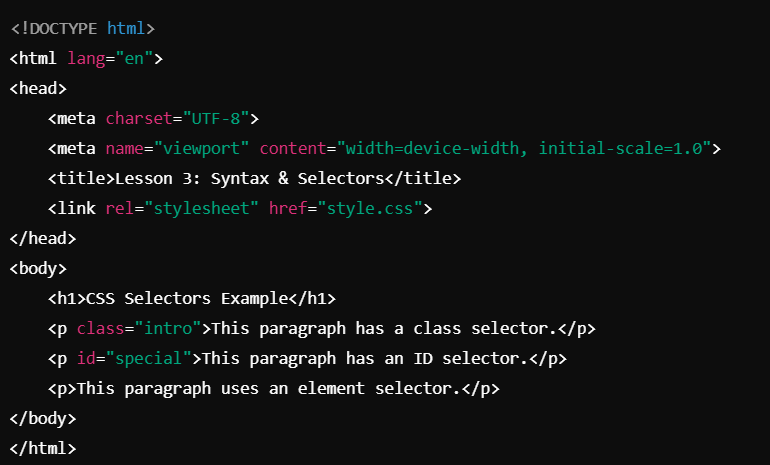 <!DOCTYPE html>
<html lang="en">
<head>
    <meta charset="UTF-8">
    <meta name="viewport" content="width=device-width, initial-scale=1.0">
    <title>Lesson 3: Syntax & Selectors</title>
    <link rel="stylesheet" href="style.css">
</head>
<body>
    <h1>CSS Selectors Example</h1>
    <p class="intro">This paragraph has a class selector.</p>
    <p id="special">This paragraph has an ID selector.</p>
    <p>This paragraph uses an element selector.</p>
</body>
</html>